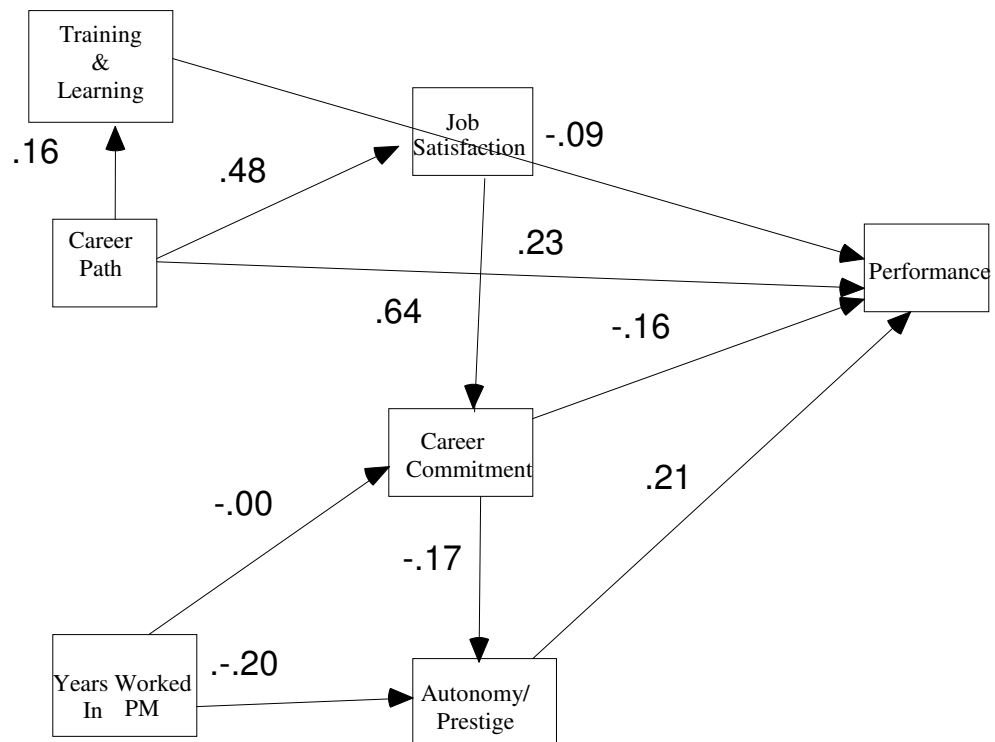 Training
&
Learning
.16
.48
Job
Satisfaction
-.09
Career
Path
.23
Performance
.64
-.16
Career
Commitment
-.00
.21
-.17
.-.20
Years Worked
In PM
Autonomy/
Prestige